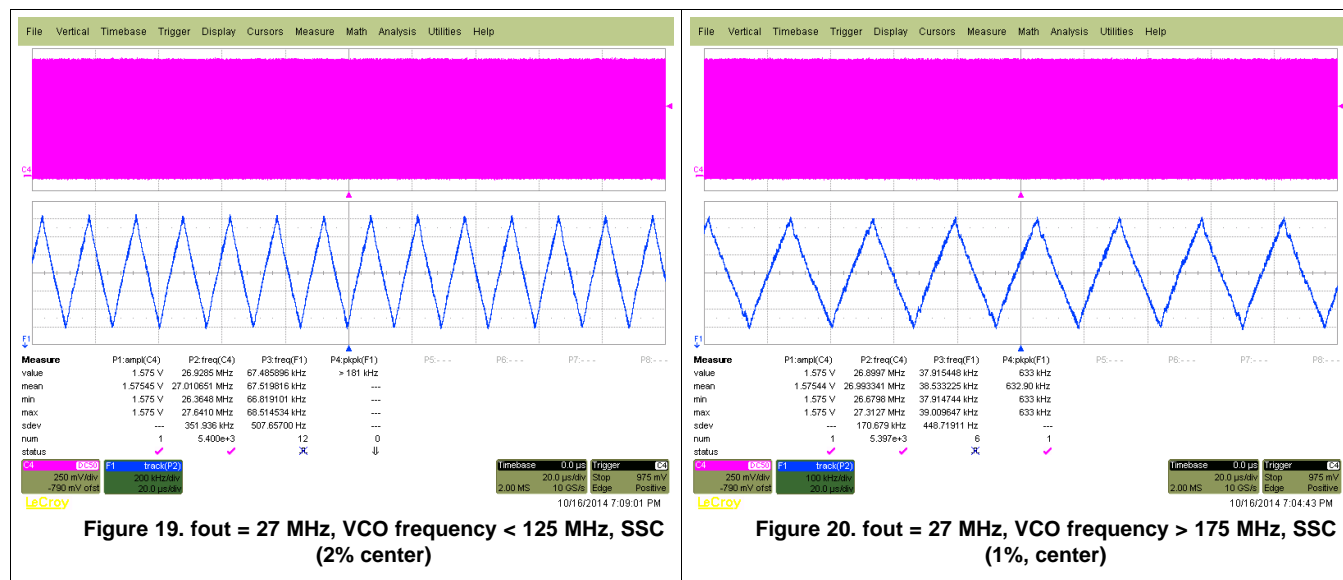 File Vertical Timebase Trigger Display Cursors Measure Math Analysis Utilities Help
C4
F1
Measure P1:ampl(C4) P2:freq(C4) P3:freq(F1) P4:pkpk(F1) P5:- - - P6:- - - P7:- - - P8:- - -
value 1.575 V 26.9285 MHz 67.485896 kHz > 181 kHz
mean 1.57545 V 27.010651 MHz 67.519816 kHz ---
min 1.575 V 26.3648 MHz 66.819101 kHz ---
max 1.575 V 27.6410 MHz 68.514534 kHz ---
sdev --- 351.936 kHz 507.65700 Hz ---
num 1 5.400e+3 12 0
status
C4 DC50
250 mV/div
-790 mV ofst
F1 track(P2)
200 kHz/div
20.0 µs/div
Timebase 0.0 µs
20.0 µs/div
2.00 MS 10 GS/s
Trigger C4
Stop 975 mV
Edge Positive
LeCroy
10/16/2014 7:09:01 PM
Figure 19. fout = 27 MHz, VCO frequency < 125 MHz, SSC
(2% center)
File Vertical Timebase Trigger Display Cursors Measure Math Analysis Utilities Help
C4
F1
Measure P1:ampl(C4) P2:freq(C4) P3:freq(F1) P4:pkpk(F1) P5:- - - P6:- - - P7:- - - P8:- - -
value 1.575 V 26.8997 MHz 37.915448 kHz 633 kHz
mean 1.57544 V 26.993341 MHz 38.533225 kHz 632.90 kHz
min 1.575 V 26.6798 MHz 37.914744 kHz 633 kHz
max 1.575 V 27.3127 MHz 39.009647 kHz 633 kHz
sdev --- 170.679 kHz 448.71911 Hz ---
num 1 5.397e+3 6 1
status
C4 DC50
250 mV/div
-790 mV ofst
F1 track(P2)
100 kHz/div
20.0 µs/div
Timebase 0.0 µs
20.0 µs/div
2.00 MS 10 GS/s
Trigger C4
Stop 975 mV
Edge Positive
LeCroy
10/16/2014 7:04:43 PM
Figure 20. fout = 27 MHz, VCO frequency > 175 MHz, SSC
(1%, center)